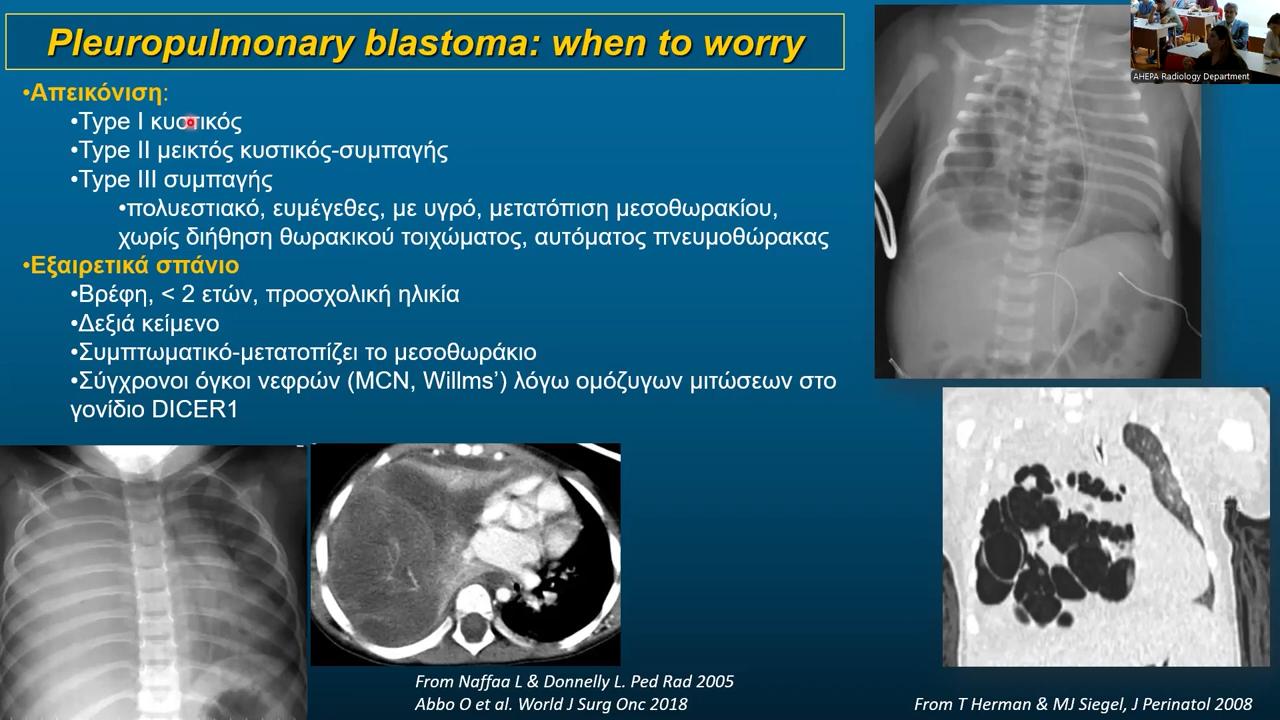 Pleuropulmonary blastoma: when to worry
AHEPA Radiology Department
•Απεικόνιση:
•Type I κυστικός
•Type II μεικτός κυστικός-συμπαγής
•Type III συμπαγής
•πολυεστιακό, ευμέγεθες, με υγρό, μετατόπιση μεσοθωρακίου,
χωρίς διήθηση θωρακικού τοιχώματος, αυτόματος πνευμοθώρακας
•Εξαιρετικά σπάνιο
•Βρέφη, < 2 ετών, προσχολική ηλικία
•Δεξιά κείμενο
•Συμπτωματικό-μετατοπίζει το μεσοθωράκιο
•Σύγχρονοι όγκοι νεφρών (MCN, Willms’) λόγω ομόζυγων μιτώσεων στο
γονίδιο DICER1
From Naffaa L & Donnelly L. Ped Rad 2005
Abbo O et al. World J Surg Onc 2018
From T Herman & MJ Siegel, J Perinatol 2008